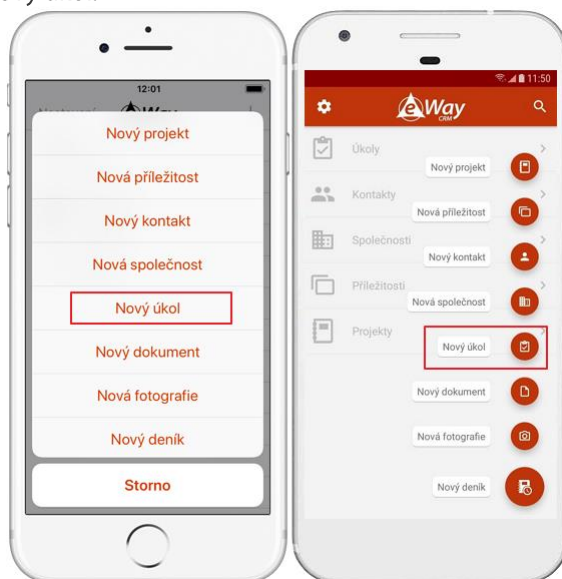 12:01
Nový projekt
Nová příležitost
Nový kontakt
Nová společnost
Nový úkol
Nový dokument
Nová fotografie
Nový deník
Storno
11:50
eWay
CRM
Úkoly
Nový projekt
Kontakty
Nová příležitost
Společnosti
Nový kontakt
Příležitosti
Nová společnost
Projekty
Nový úkol
Nový dokument
Nová fotografie
Nový deník